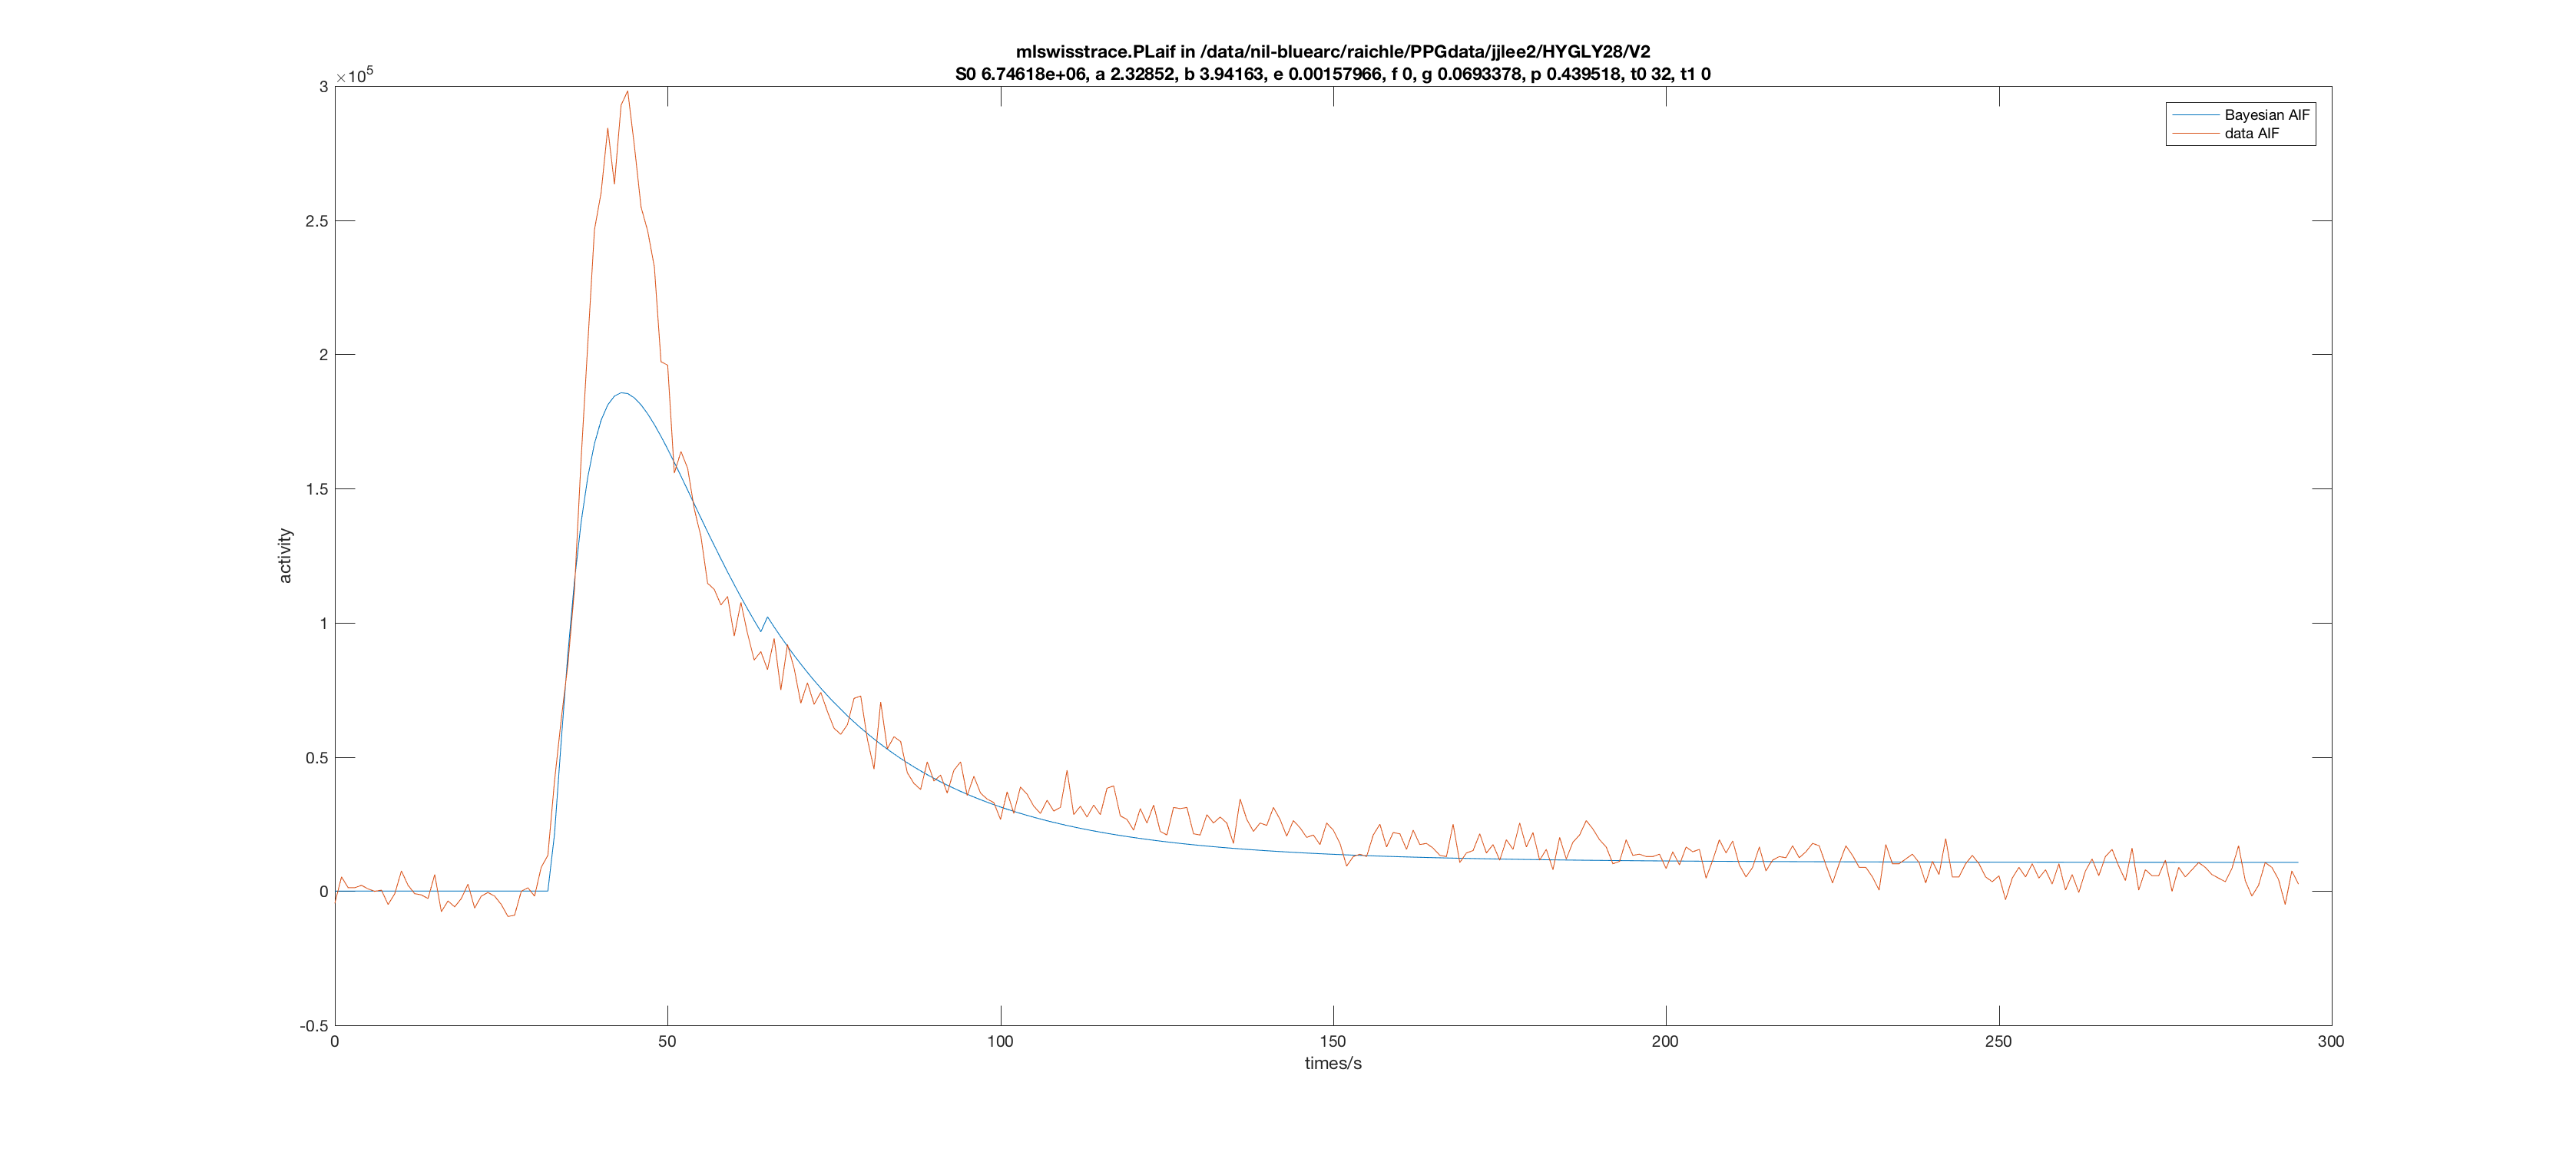 mlswisstrace.PLaif in /data/nil-bluearc/raichle/PPGdata/jjlee2/HYGLY28/V2
S0 6.74618e+06, a 2.32852, b 3.94163, e 0.00157966, f 0, g 0.0693378, p 0.439518, t0 32, t1 0
×10^5
3
2.5
2
1.5
1
0.5
0
-0.5
activity
Bayesian AIF
data AIF
0 50 100 150 200 250 300
times/s